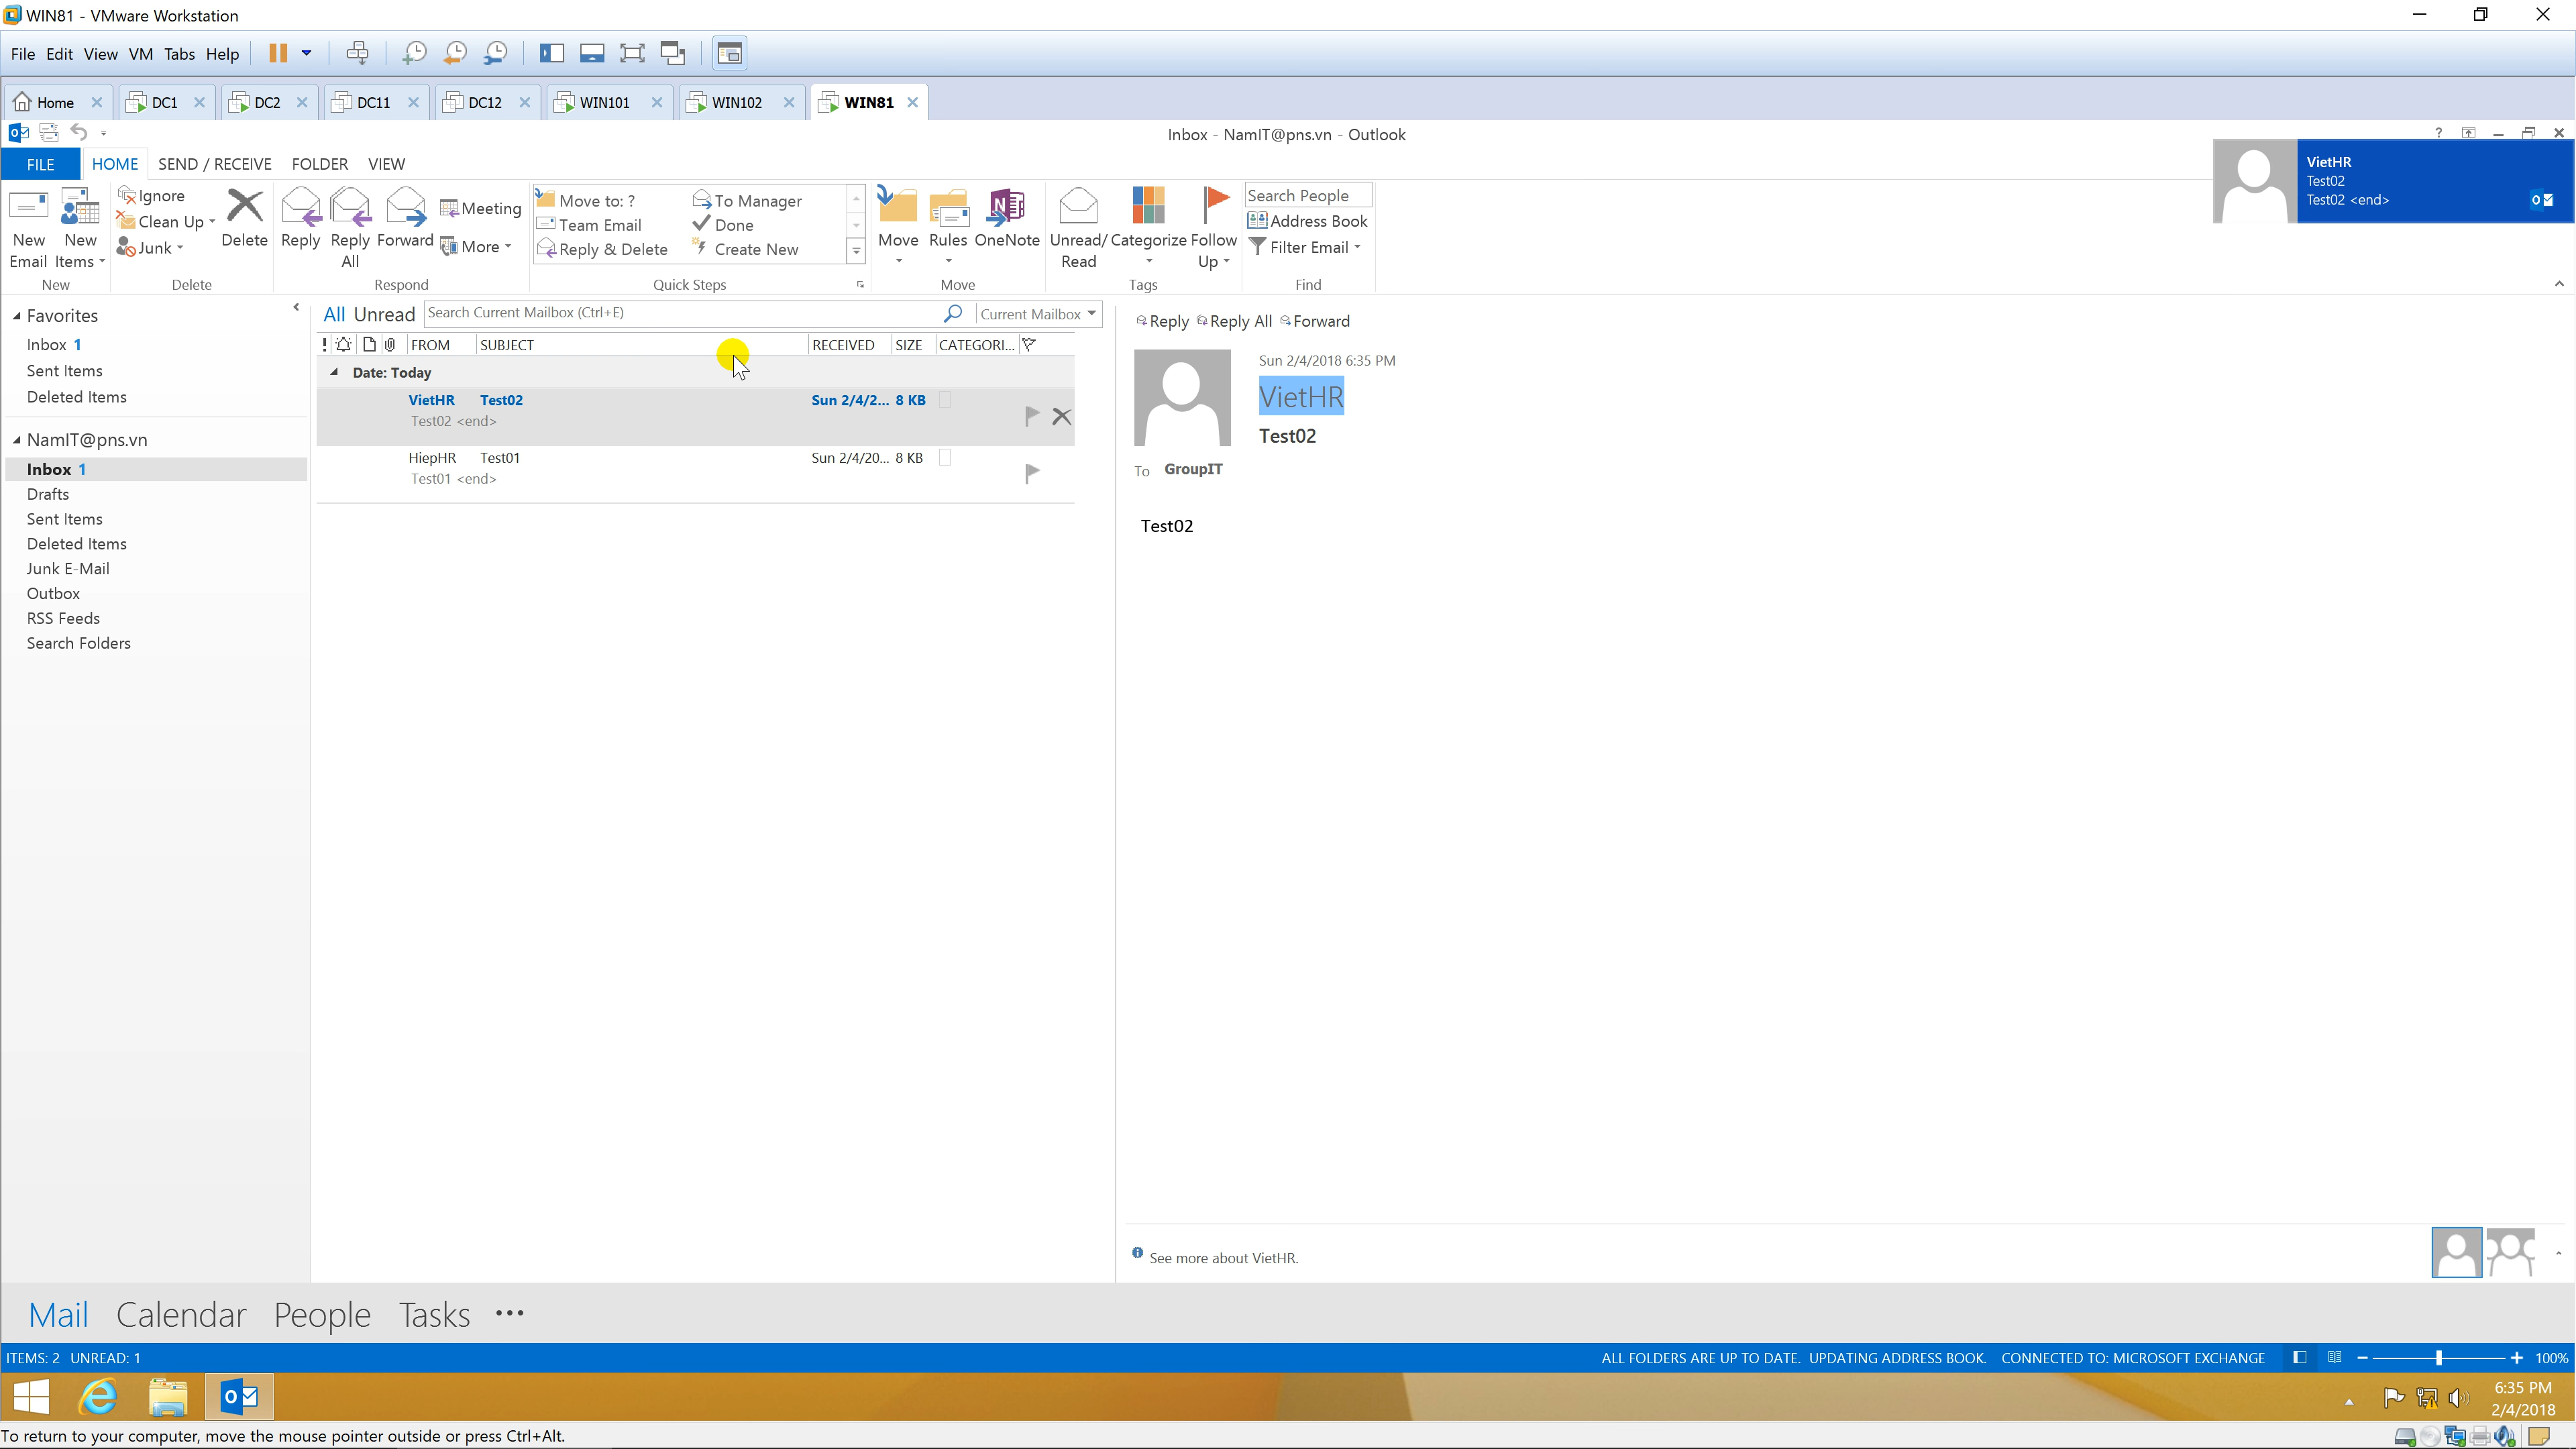 WIN81 - VMware Workstation
File Edit View VM Tabs Help
Home DC1 DC2 DC11 DC12 WIN101 WIN102 WIN81
Inbox - NamIT@pns.vn - Outlook
FILE HOME SEND / RECEIVE FOLDER VIEW
VietHR
Test02
Test02 <end>
New Email
New Items
New
Ignore
Clean Up
Junk
Delete
Delete
Reply
Reply All
Forward
Meeting
More
Respond
Move to: ?
Team Email
Reply & Delete
To Manager
Done
Create New
Quick Steps
Move
Rules
OneNote
Move
Unread/ Read
Categorize
Follow Up
Tags
Search People
Address Book
Filter Email
Find
Favorites
Inbox 1
Sent Items
Deleted Items
NamIT@pns.vn
Inbox 1
Drafts
Sent Items
Deleted Items
Junk E-Mail
Outbox
RSS Feeds
Search Folders
All Unread Search Current Mailbox (Ctrl+E) Current Mailbox
! FROM SUBJECT RECEIVED SIZE CATEGORI...
Date: Today
VietHR Test02 Sun 2/4/2... 8 KB
Test02 <end>
HiepHR Test01 Sun 2/4/20... 8 KB
Test01 <end>
Reply Reply All Forward
Sun 2/4/2018 6:35 PM
VietHR
Test02
To GroupIT
Test02
See more about VietHR.
Mail Calendar People Tasks ...
ITEMS: 2 UNREAD: 1 ALL FOLDERS ARE UP TO DATE. UPDATING ADDRESS BOOK. CONNECTED TO: MICROSOFT EXCHANGE 100%
6:35 PM
2/4/2018
To return to your computer, move the mouse pointer outside or press Ctrl+Alt.